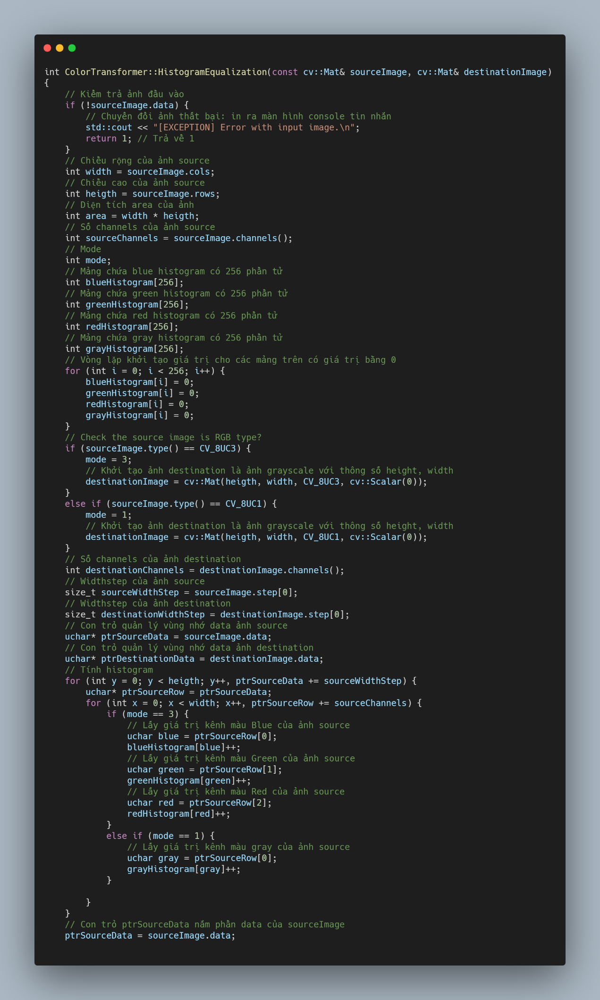 int ColorTransformer::HistogramEqualization(const cv::Mat& sourceImage, cv::Mat& destinationImage)
{
    // Kiểm trả ảnh đầu vào
    if (!sourceImage.data) {
        // Chuyển đổi ảnh thất bại: in ra màn hình console tin nhắn
        std::cout << "[EXCEPTION] Error with input image.\n";
        return 1; // Trả về 1
    }
    // Chiều rộng của ảnh source
    int width = sourceImage.cols;
    // Chiều cao của ảnh source
    int heigth = sourceImage.rows;
    // Diện tích area của ảnh
    int area = width * heigth;
    // Số channels của ảnh source
    int sourceChannels = sourceImage.channels();
    // Mode
    int mode;
    // Mảng chứa blue histogram có 256 phần tử
    int blueHistogram[256];
    // Mảng chứa green histogram có 256 phần tử
    int greenHistogram[256];
    // Mảng chứa red histogram có 256 phần tử
    int redHistogram[256];
    // Mảng chứa gray histogram có 256 phần tử
    int grayHistogram[256];
    // Vòng lặp khởi tạo giá trị cho các mảng trên có giá trị bằng 0
    for (int i = 0; i < 256; i++) {
        blueHistogram[i] = 0;
        greenHistogram[i] = 0;
        redHistogram[i] = 0;
        grayHistogram[i] = 0;
    }
    // Check the source image is RGB type?
    if (sourceImage.type() == CV_8UC3) {
        mode = 3;
        // Khởi tạo ảnh destination là ảnh grayscale với thông số height, width
        destinationImage = cv::Mat(heigth, width, CV_8UC3, cv::Scalar(0));
    }
    else if (sourceImage.type() == CV_8UC1) {
        mode = 1;
        // Khởi tạo ảnh destination là ảnh grayscale với thông số height, width
        destinationImage = cv::Mat(heigth, width, CV_8UC1, cv::Scalar(0));
    }
    // Số channels của ảnh destination
    int destinationChannels = destinationImage.channels();
    // Widthstep của ảnh source
    size_t sourceWidthStep = sourceImage.step[0];
    // Widthstep của ảnh destination
    size_t destinationWidthStep = destinationImage.step[0];
    // Con trỏ quản lý vùng nhớ data ảnh source
    uchar* ptrSourceData = sourceImage.data;
    // Con trỏ quản lý vùng nhớ data ảnh destination
    uchar* ptrDestinationData = destinationImage.data;
    // Tính histogram
    for (int y = 0; y < heigth; y++, ptrSourceData += sourceWidthStep) {
        uchar* ptrSourceRow = ptrSourceData;
        for (int x = 0; x < width; x++, ptrSourceRow += sourceChannels) {
            if (mode == 3) {
                // Lấy giá trị kênh màu Blue của ảnh source
                uchar blue = ptrSourceRow[0];
                blueHistogram[blue]++;
                // Lấy giá trị kênh màu Green của ảnh source
                uchar green = ptrSourceRow[1];
                greenHistogram[green]++;
                // Lấy giá trị kênh màu Red của ảnh source
                uchar red = ptrSourceRow[2];
                redHistogram[red]++;
            }
            else if (mode == 1) {
                // Lấy giá trị kênh màu gray của ảnh source
                uchar gray = ptrSourceRow[0];
                grayHistogram[gray]++;
            }

        }
    }
    // Con trỏ ptrSourceData nắm phần data của sourceImage
    ptrSourceData = sourceImage.data;